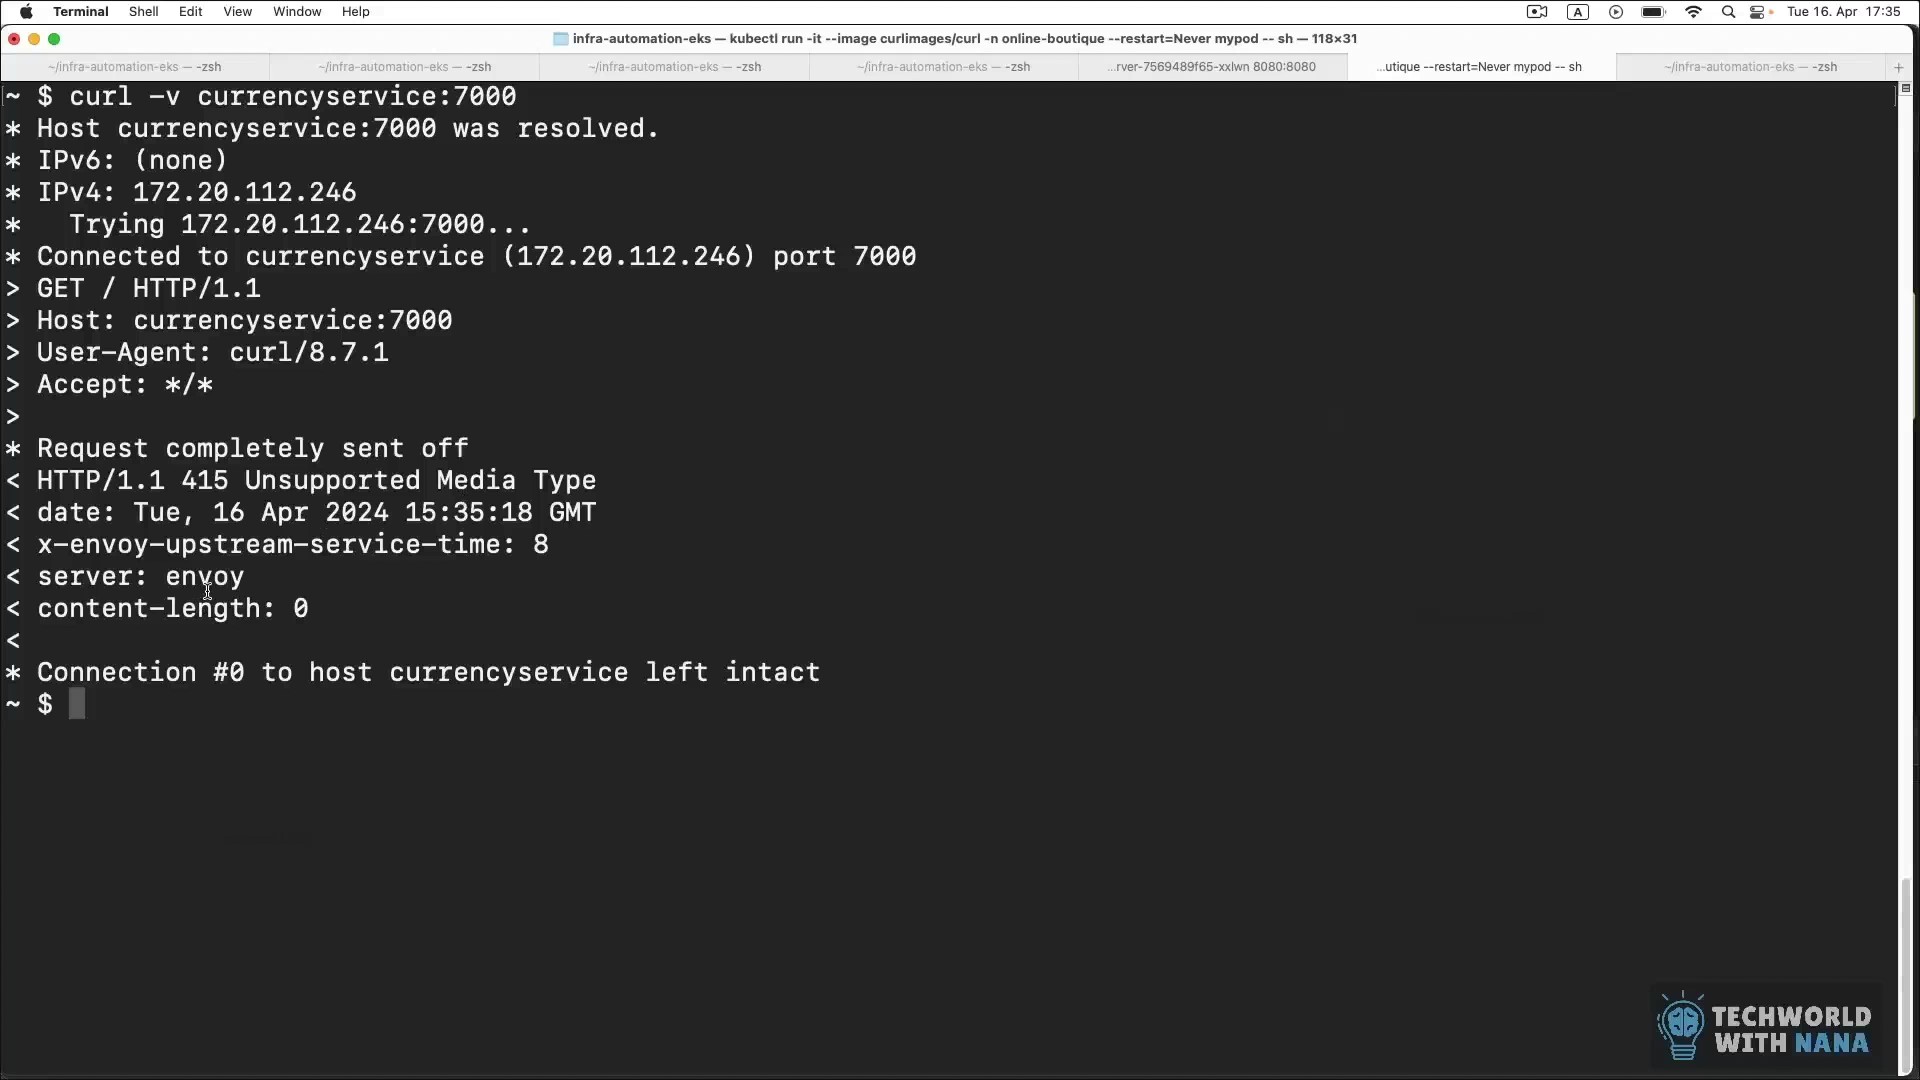 Terminal Shell Edit View Window Help A Tue 16. Apr 17:35
infra-automation-eks — kubectl run -it --image curlimages/curl -n online-boutique --restart=Never mypod -- sh — 118×31
~/infra-automation-eks — -zsh ~/infra-automation-eks — -zsh ~/infra-automation-eks — -zsh ~/infra-automation-eks — -zsh ...rver-7569489f65-xxlwn 8080:8080 ...utique --restart=Never mypod -- sh ~/infra-automation-eks — -zsh +
~ $ curl -v currencyservice:7000
* Host currencyservice:7000 was resolved.
* IPv6: (none)
* IPv4: 172.20.112.246
*   Trying 172.20.112.246:7000...
* Connected to currencyservice (172.20.112.246) port 7000
> GET / HTTP/1.1
> Host: currencyservice:7000
> User-Agent: curl/8.7.1
> Accept: */*
>
* Request completely sent off
< HTTP/1.1 415 Unsupported Media Type
< date: Tue, 16 Apr 2024 15:35:18 GMT
< x-envoy-upstream-service-time: 8
< server: envoy
< content-length: 0
<
* Connection #0 to host currencyservice left intact
~ $
TECHWORLD
WITH NANA